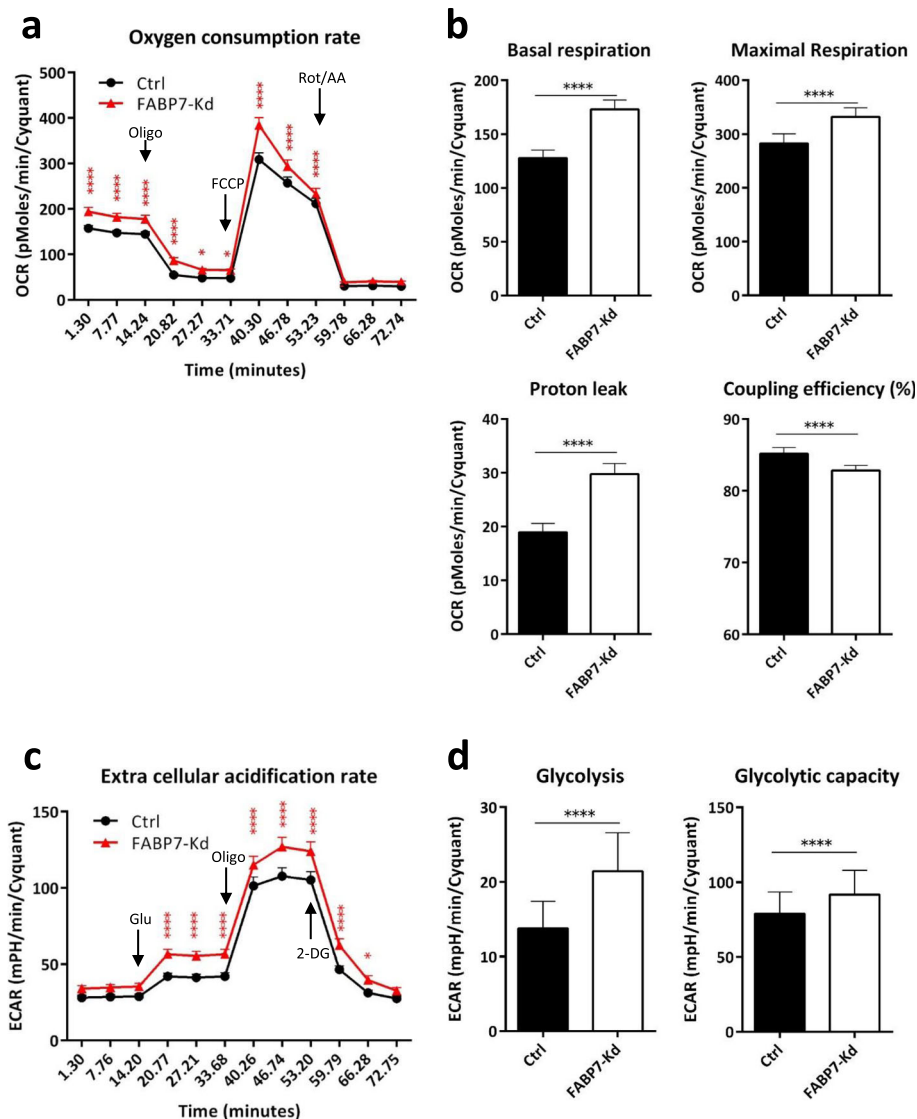 a
Oxygen consumption rate
OCR (pMoles/min/Cyquant)
500
400
300
200
100
0
Ctrl
FABP7-Kd
Oligo
FCCP
Rot/AA
****
****
****
****
*
*
****
****
****
1.30
7.77
14.24
20.82
27.27
33.71
40.30
46.78
53.23
59.78
66.28
72.74
Time (minutes)
b
Basal respiration
OCR (pMoles/min/Cyquant)
200
150
100
50
0
****
Ctrl
FABP7-Kd
Maximal Respiration
OCR (pMoles/min/Cyquant)
400
300
200
100
0
****
Ctrl
FABP7-Kd
Proton leak
OCR (pMoles/min/Cyquant)
40
30
20
10
0
****
Ctrl
FABP7-Kd
Coupling efficiency (%)
90
80
70
60
****
Ctrl
FABP7-Kd
c
Extra cellular acidification rate
ECAR (mPH/min/Cyquant)
150
100
50
0
Ctrl
FABP7-Kd
Glu
Oligo
2-DG
****
****
****
****
****
****
****
*
1.30
7.76
14.20
20.77
27.21
33.68
40.26
46.74
53.20
59.79
66.28
72.75
Time (minutes)
d
Glycolysis
ECAR (mpH/min/Cyquant)
30
20
10
0
****
Ctrl
FABP7-Kd
Glycolytic capacity
ECAR (mpH/min/Cyquant)
150
100
50
0
****
Ctrl
FABP7-Kd